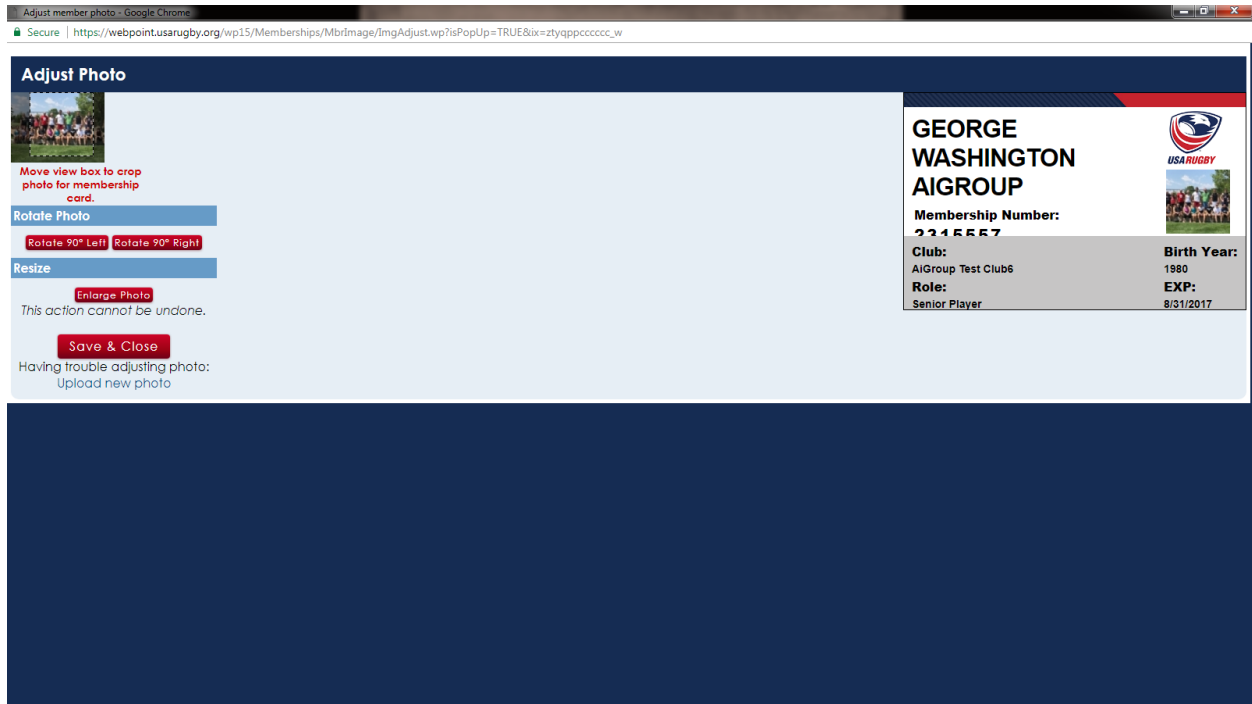 Adjust member photo - Google Chrome
Secure | https://webpoint.usarugby.org/wp15/Memberships/MbrImage/ImgAdjust.wp?isPopUp=TRUE&ix=ztyqppcccccc_w
Adjust Photo
Move view box to crop
photo for membership
card.
Rotate Photo
Rotate 90° Left Rotate 90° Right
Resize
Enlarge Photo
This action cannot be undone.
Save & Close
Having trouble adjusting photo:
Upload new photo
GEORGE
WASHINGTON
AIGROUP
USARUGBY
Membership Number:
2315557
Club: Birth Year:
AiGroup Test Club6 1980
Role: EXP:
Senior Player 8/31/2017